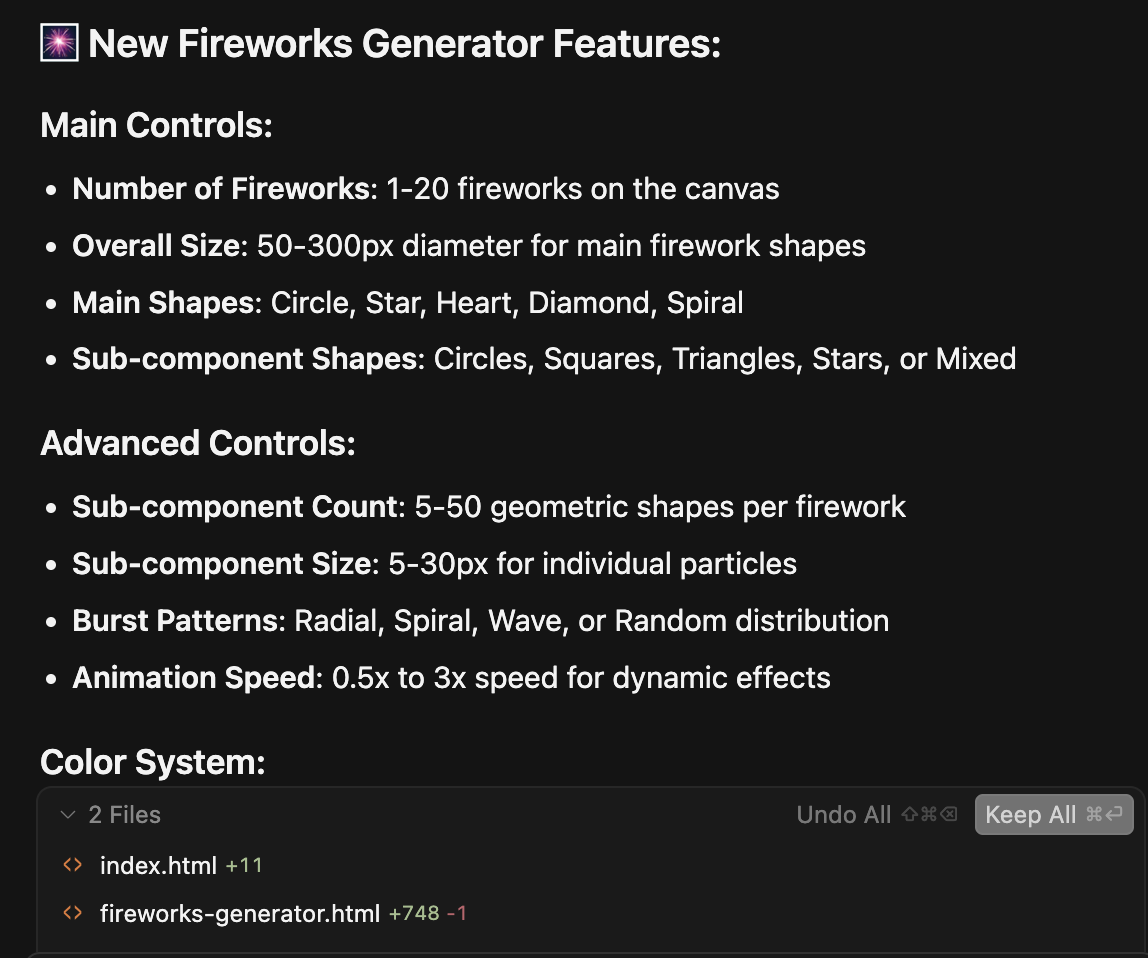 🎆 New Fireworks Generator Features:
Main Controls:
• Number of Fireworks: 1-20 fireworks on the canvas
• Overall Size: 50-300px diameter for main firework shapes
• Main Shapes: Circle, Star, Heart, Diamond, Spiral
• Sub-component Shapes: Circles, Squares, Triangles, Stars, or Mixed
Advanced Controls:
• Sub-component Count: 5-50 geometric shapes per firework
• Sub-component Size: 5-30px for individual particles
• Burst Patterns: Radial, Spiral, Wave, or Random distribution
• Animation Speed: 0.5x to 3x speed for dynamic effects
Color System:
2 Files Undo All ⇧⌘⌫ Keep All ⌘⏎
index.html +11
fireworks-generator.html +748 -1